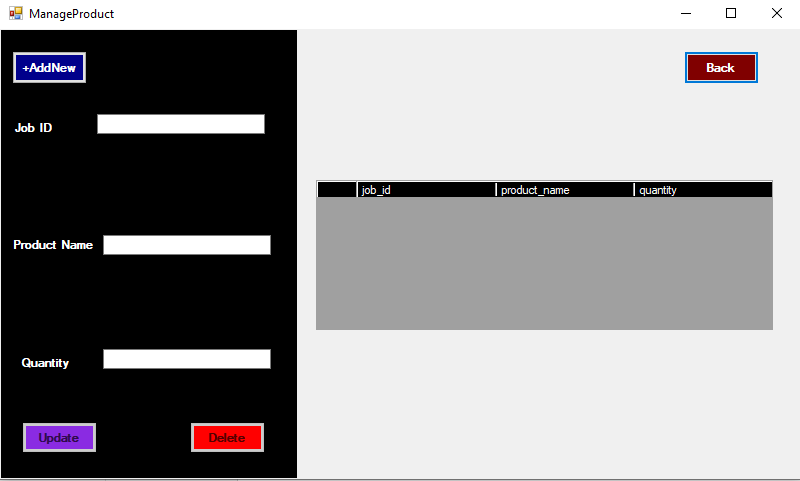 ManageProduct
+AddNew
Back
Job ID
job_id product_name quantity
Product Name
Quantity
Update Delete